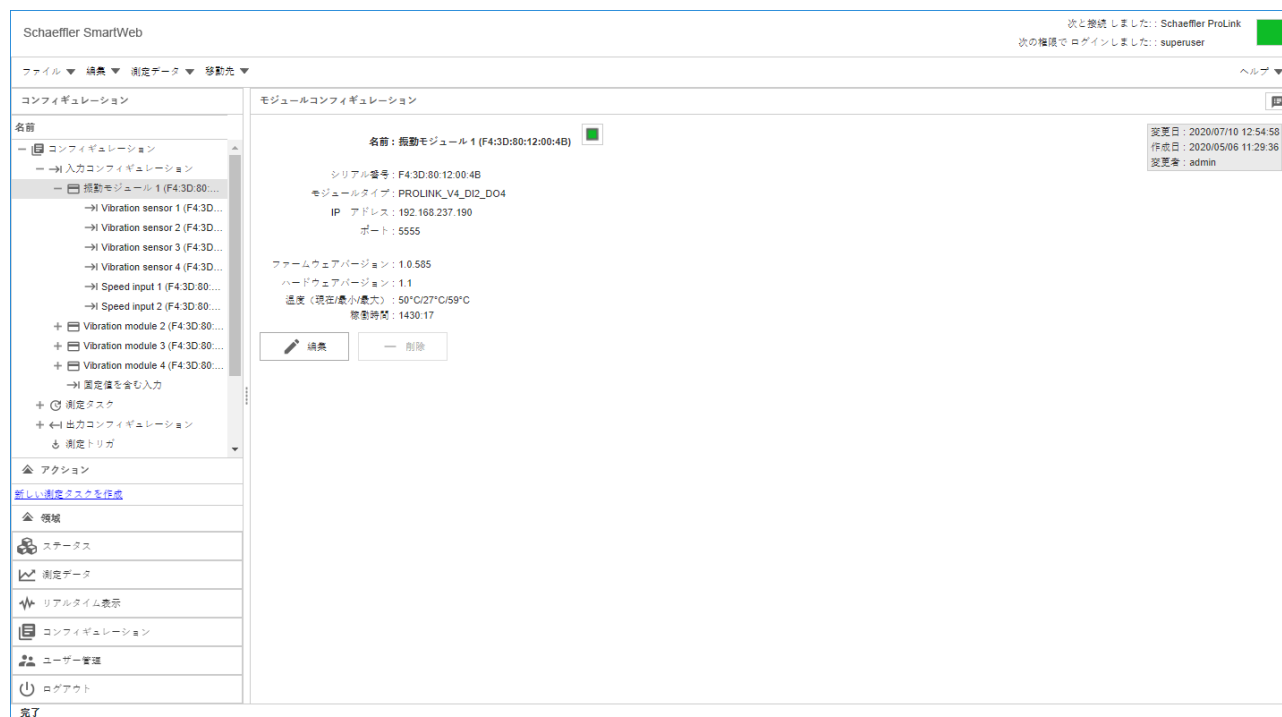 Schaeffler SmartWeb
次と接続 しました: : Schaeffler ProLink
次の権限で ログインしました: : superuser
ファイル ▼ 編集 ▼ 測定データ ▼ 移動先 ▼
ヘルプ ▼
コンフィギュレーション
名前
コンフィギュレーション
入力コンフィギュレーション
振動モジュール 1 (F4:3D:80:...
Vibration sensor 1 (F4:3D...
Vibration sensor 2 (F4:3D...
Vibration sensor 3 (F4:3D...
Vibration sensor 4 (F4:3D...
Speed input 1 (F4:3D:80:...
Speed input 2 (F4:3D:80:...
Vibration module 2 (F4:3D:80:...
Vibration module 3 (F4:3D:80:...
Vibration module 4 (F4:3D:80:...
固定値を含む入力
測定タスク
出力コンフィギュレーション
測定トリガ
アクション
新しい測定タスクを作成
領域
ステータス
測定データ
リアルタイム表示
コンフィギュレーション
ユーザー管理
ログアウト
モジュールコンフィギュレーション
名前 : 振動モジュール 1 (F4:3D:80:12:00:4B)
シリアル番号 : F4:3D:80:12:00:4B
モジュールタイプ : PROLINK_V4_DI2_DO4
IP アドレス : 192.168.237.190
ポート : 5555
ファームウェアバージョン : 1.0.585
ハードウェアバージョン : 1.1
温度（現在/最小/最大） : 50°C/27°C/59°C
稼働時間 : 1430:17
編集
削除
変更日 : 2020/07/10 12:54:58
作成日 : 2020/05/06 11:29:36
変更者 : admin
完了